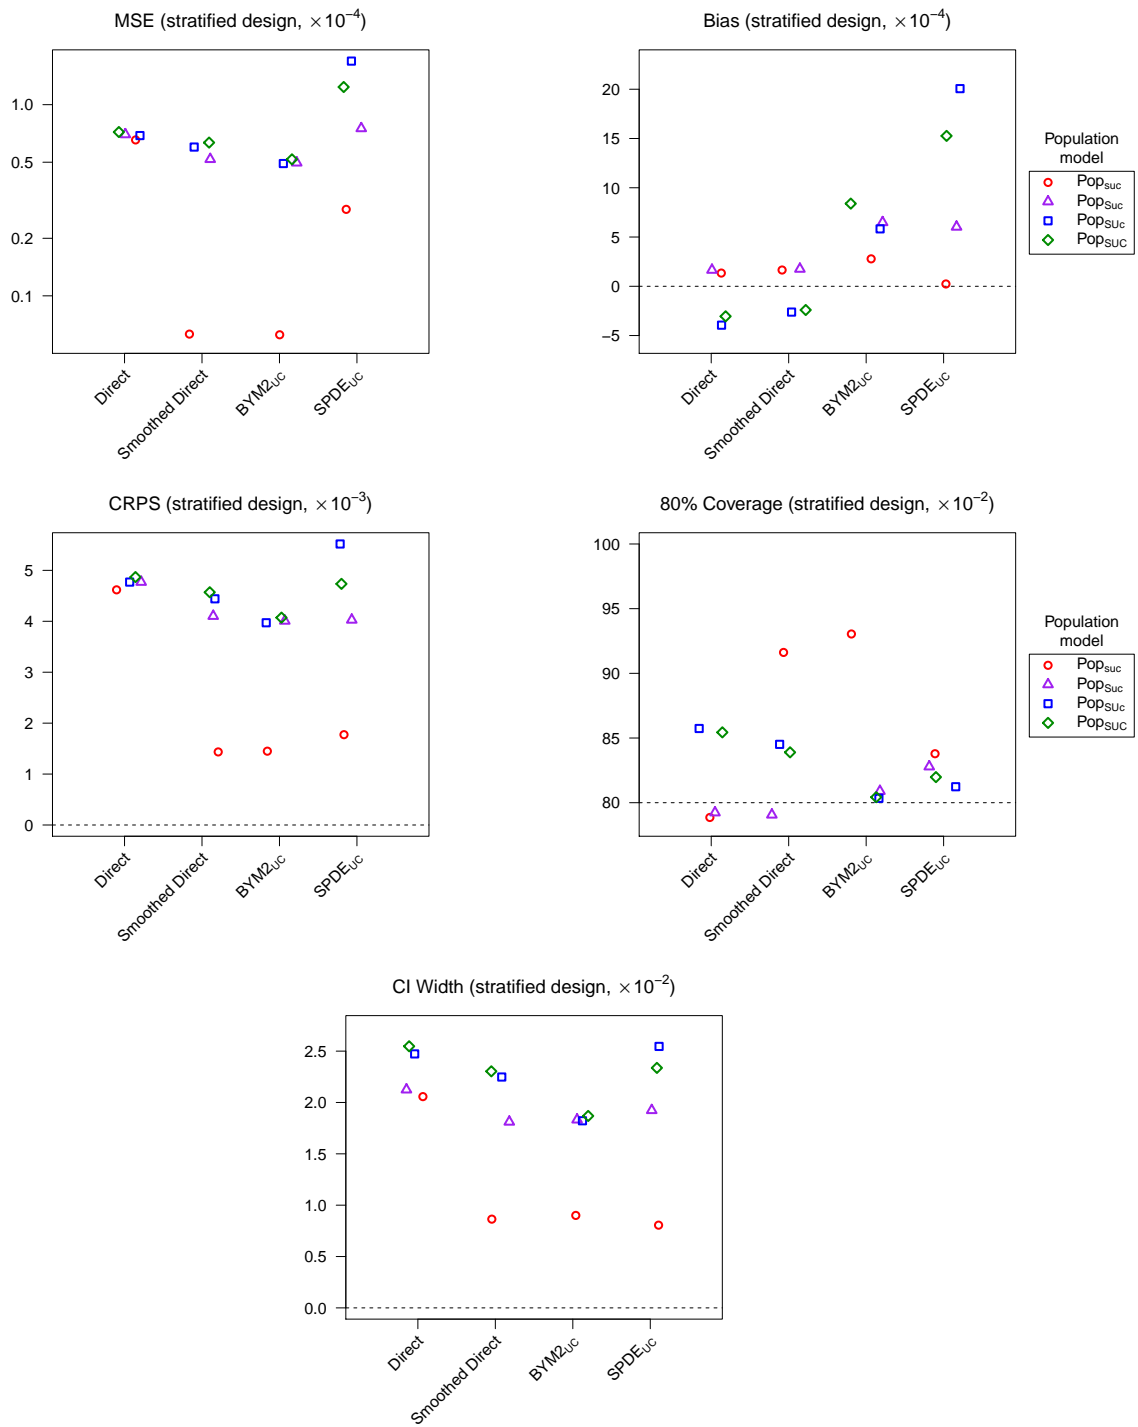 MSE (stratified design, ×10⁻⁴)
1.0
0.5
0.2
0.1
Direct
Smoothed Direct
BYM2UC
SPDEUC
Bias (stratified design, ×10⁻⁴)
20
15
10
5
0
−5
Direct
Smoothed Direct
BYM2UC
SPDEUC
Population
model
Popsuc
PopSuc
PopSUc
PopSUC
CRPS (stratified design, ×10⁻³)
5
4
3
2
1
0
Direct
Smoothed Direct
BYM2UC
SPDEUC
80% Coverage (stratified design, ×10⁻²)
100
95
90
85
80
Direct
Smoothed Direct
BYM2UC
SPDEUC
Population
model
Popsuc
PopSuc
PopSUc
PopSUC
CI Width (stratified design, ×10⁻²)
2.5
2.0
1.5
1.0
0.5
0.0
Direct
Smoothed Direct
BYM2UC
SPDEUC